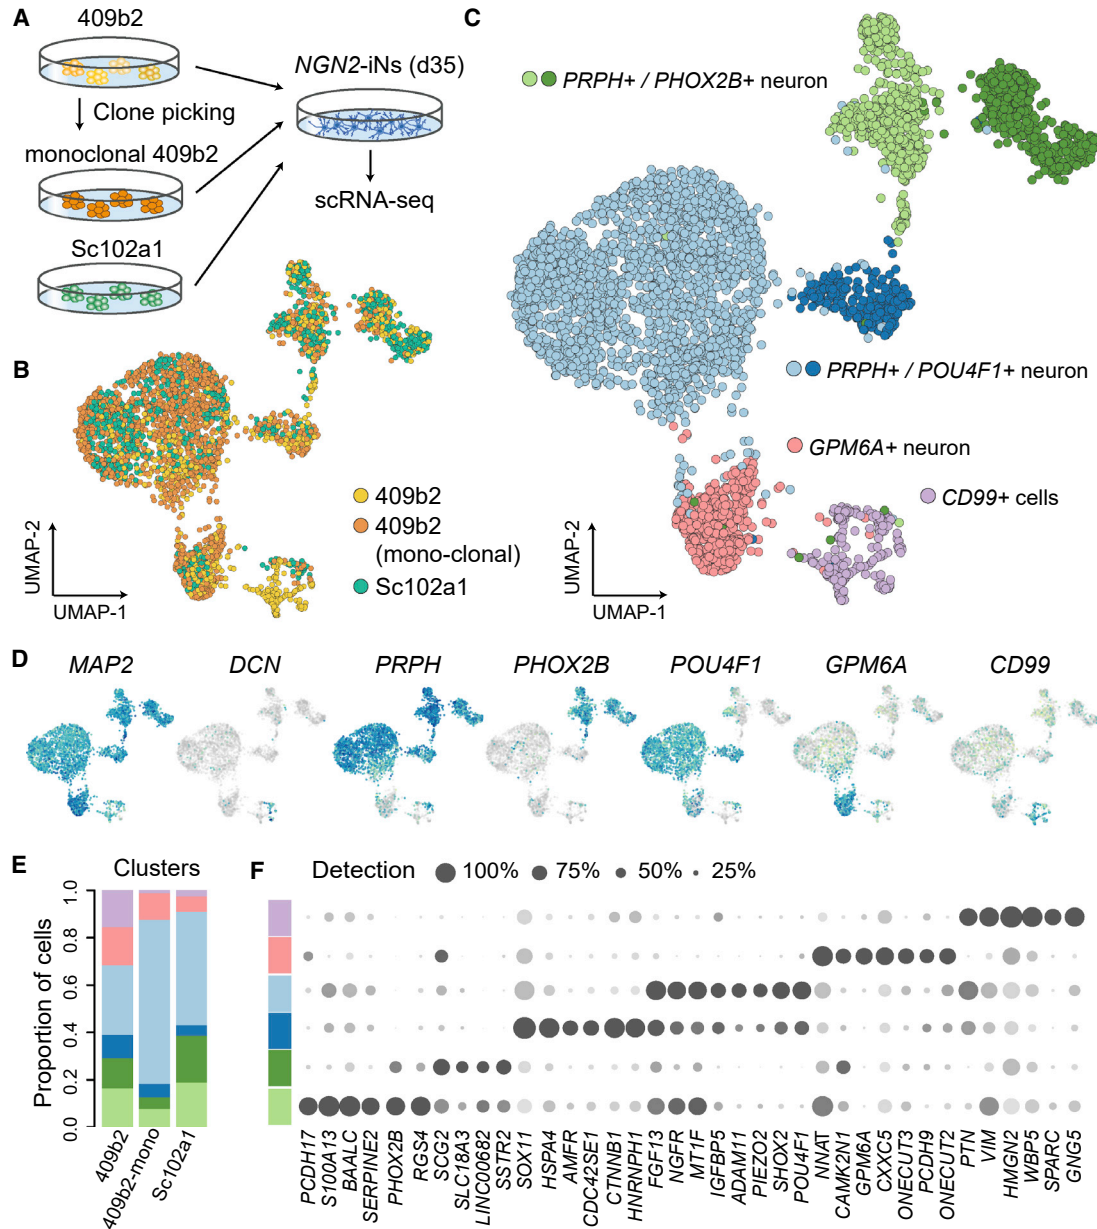 A
409b2
Clone picking
monoclonal 409b2
Sc102a1
NGN2-iNs (d35)
scRNA-seq
B
409b2
409b2
(mono-clonal)
Sc102a1
UMAP-2
UMAP-1
C
PRPH+ / PHOX2B+ neuron
PRPH+ / POU4F1+ neuron
GPM6A+ neuron
CD99+ cells
UMAP-2
UMAP-1
D
MAP2
DCN
PRPH
PHOX2B
POU4F1
GPM6A
CD99
E
Clusters
Proportion of cells
1.0
0.8
0.6
0.4
0.2
0.0
409b2
409b2-mono
Sc102a1
F
Detection 100% 75% 50% 25%
PCDH17
S100A13
BAALC
SERPINE2
PHOX2B
RGS4
SCG2
SLC18A3
LINC00682
SSTR2
SOX11
HSPA4
AMFR
CDC42SE1
CTNNB1
HNRNPH1
FGF13
NGFR
MT1F
IGFBP5
ADAM11
PIEZO2
SHOX2
POU4F1
NNAT
CAMK2N1
GPM6A
CXXC5
ONECUT3
PCDH9
ONECUT2
PTN
VIM
HMGN2
WBP5
SPARC
GNG5